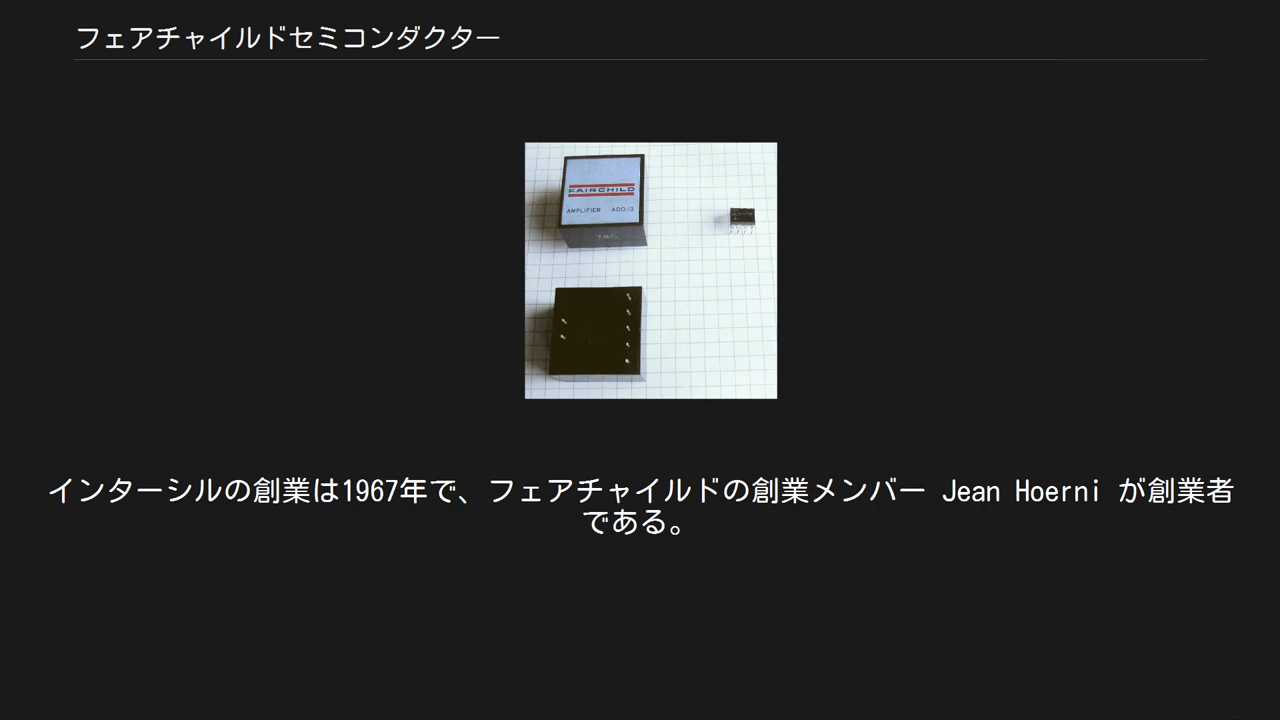 フェアチャイルドセミコンダクター
FAIRCHILD
AMPLIFIER ADO-13
インターシルの創業は1967年で、フェアチャイルドの創業メンバー Jean Hoerni が創業者
である。